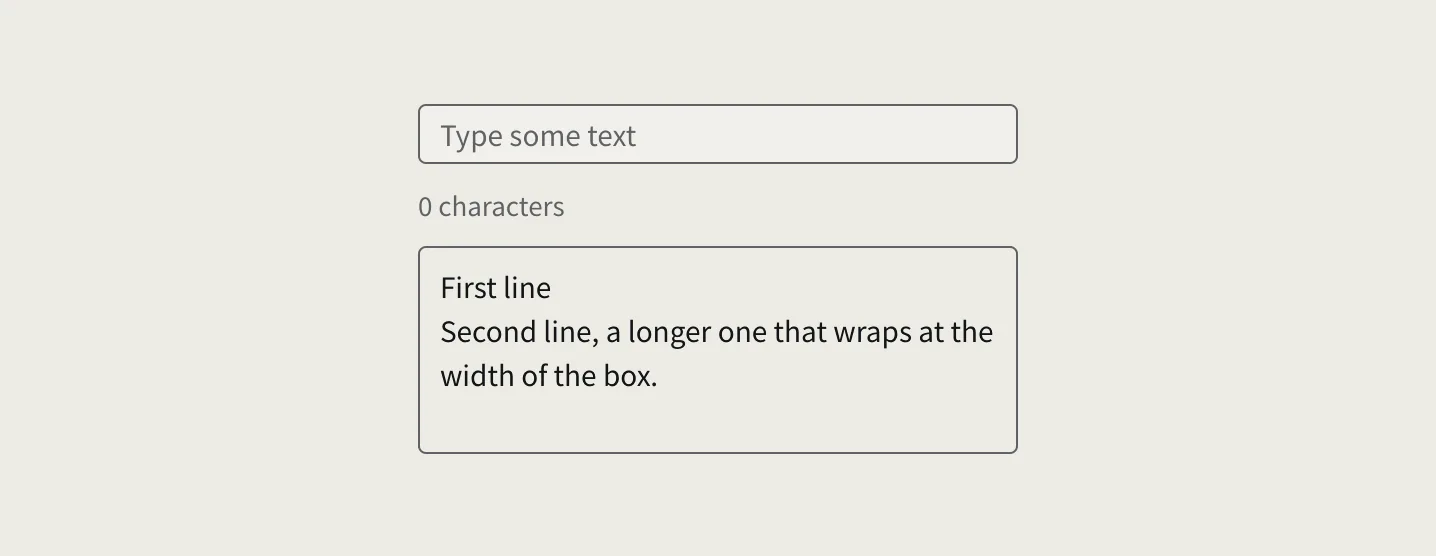 Type some text
0 characters
First line
Second line, a longer one that wraps at the
width of the box.